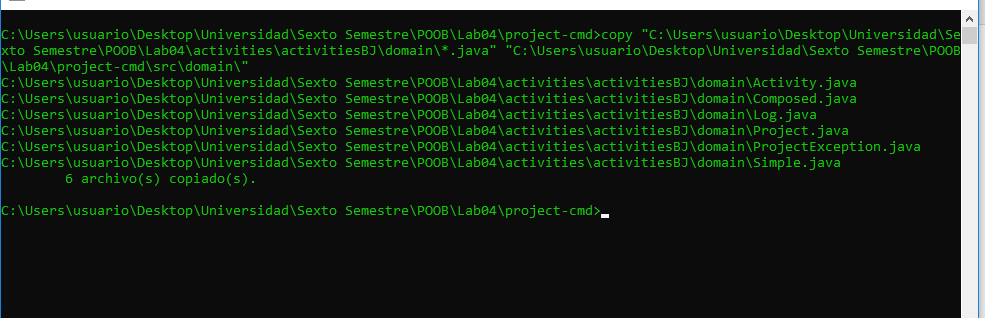 C:\Users\usuario\Desktop\Universidad\Sexto Semestre\POOB\Lab04\project-cmd>copy "C:\Users\usuario\Desktop\Universidad\Se
xto Semestre\POOB\Lab04\activities\activitiesBJ\domain\*.java" "C:\Users\usuario\Desktop\Universidad\Sexto Semestre\POOB
\Lab04\project-cmd\src\domain\"
C:\Users\usuario\Desktop\Universidad\Sexto Semestre\POOB\Lab04\activities\activitiesBJ\domain\Activity.java
C:\Users\usuario\Desktop\Universidad\Sexto Semestre\POOB\Lab04\activities\activitiesBJ\domain\Composed.java
C:\Users\usuario\Desktop\Universidad\Sexto Semestre\POOB\Lab04\activities\activitiesBJ\domain\Log.java
C:\Users\usuario\Desktop\Universidad\Sexto Semestre\POOB\Lab04\activities\activitiesBJ\domain\Project.java
C:\Users\usuario\Desktop\Universidad\Sexto Semestre\POOB\Lab04\activities\activitiesBJ\domain\ProjectException.java
C:\Users\usuario\Desktop\Universidad\Sexto Semestre\POOB\Lab04\activities\activitiesBJ\domain\Simple.java
6 archivo(s) copiado(s).
C:\Users\usuario\Desktop\Universidad\Sexto Semestre\POOB\Lab04\project-cmd>